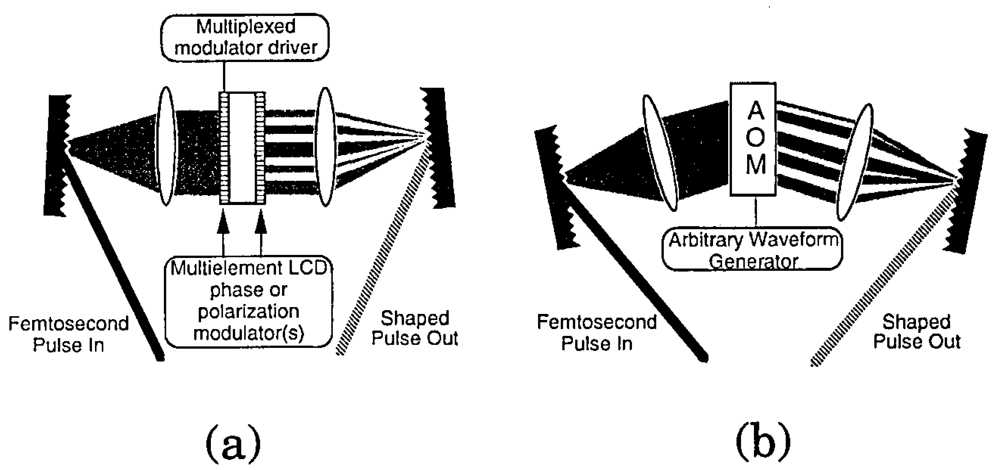 Multiplexed
modulator driver
Multielement LCD
phase or
polarization
modulator(s)
Femtosecond
Pulse In
Shaped
Pulse Out
(a)
A
O
M
Arbitrary Waveform
Generator
Femtosecond
Pulse In
Shaped
Pulse Out
(b)